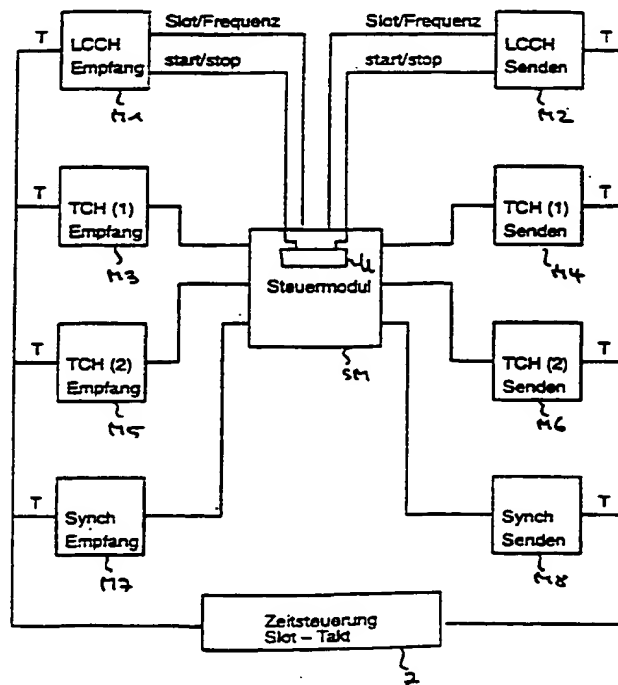 Slot/Frequenz
Slot/Frequenz
T
LCCH
Empfang
start/stop
start/stop
LCCH
Senden
T
M1
M2
T
TCH (1)
Empfang
TCH (1)
Senden
T
M3
M4
U
Steuermodul
SM
T
TCH (2)
Empfang
TCH (2)
Senden
T
M5
M6
T
Synch
Empfang
Synch
Senden
T
M7
M8
Zeitsteuerung
Slot – Takt
2